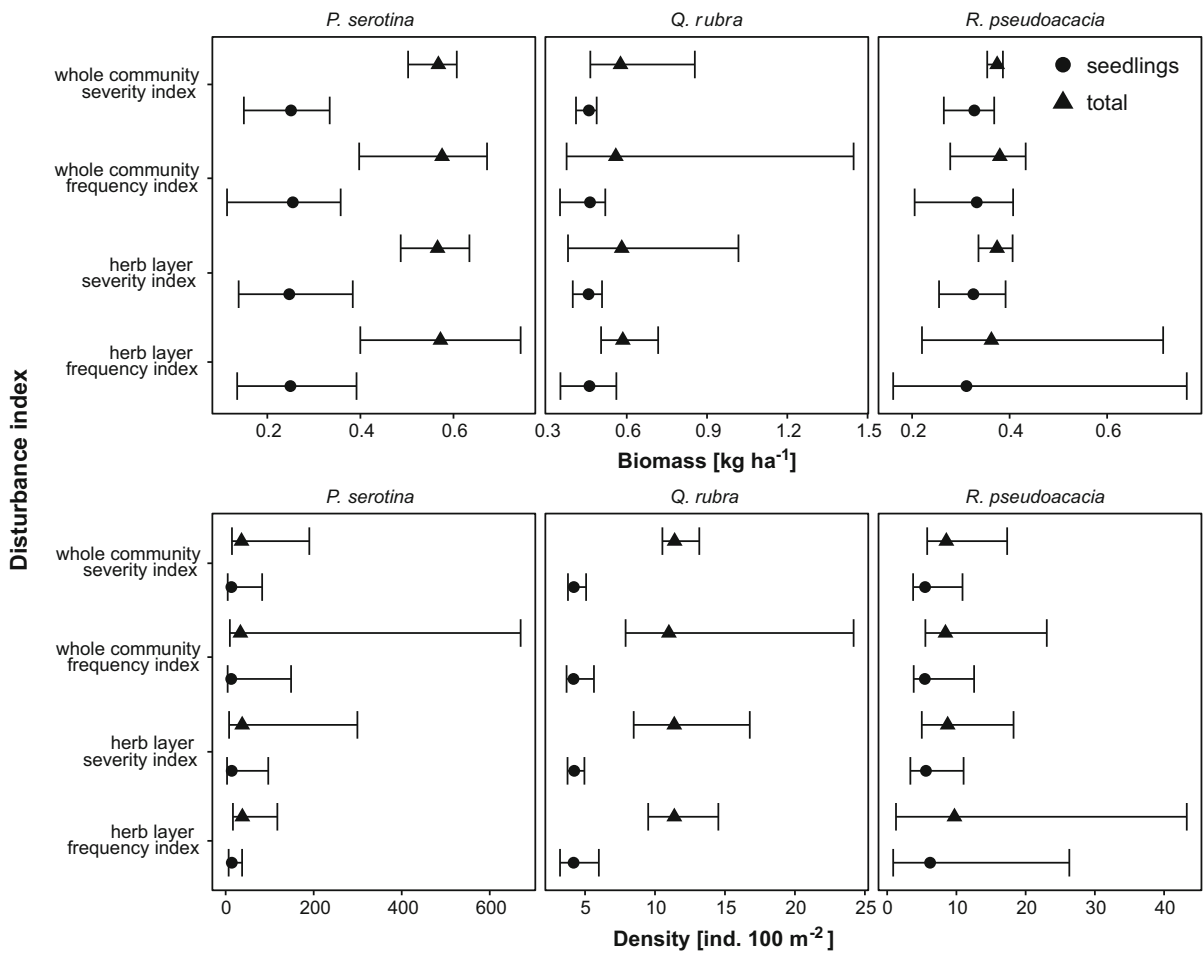 P. serotina Q. rubra R. pseudoacacia
whole community
severity index
whole community
frequency index
herb layer
severity index
herb layer
frequency index
seedlings
total
0.2 0.4 0.6 0.3 0.6 0.9 1.2 1.5 0.2 0.4 0.6
Biomass [kg ha⁻¹]
Disturbance index
P. serotina Q. rubra R. pseudoacacia
whole community
severity index
whole community
frequency index
herb layer
severity index
herb layer
frequency index
0 200 400 600 5 10 15 20 25 0 10 20 30 40
Density [ind. 100 m⁻²]